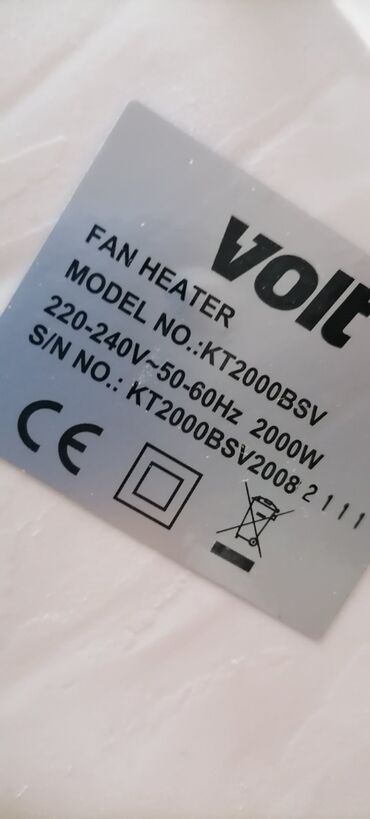 Volt
FAN HEATER
MODEL NO.:KT2000BSV
220-240V~50-60Hz 2000W
S/N NO.: KT2000BSV2008 2111
CE